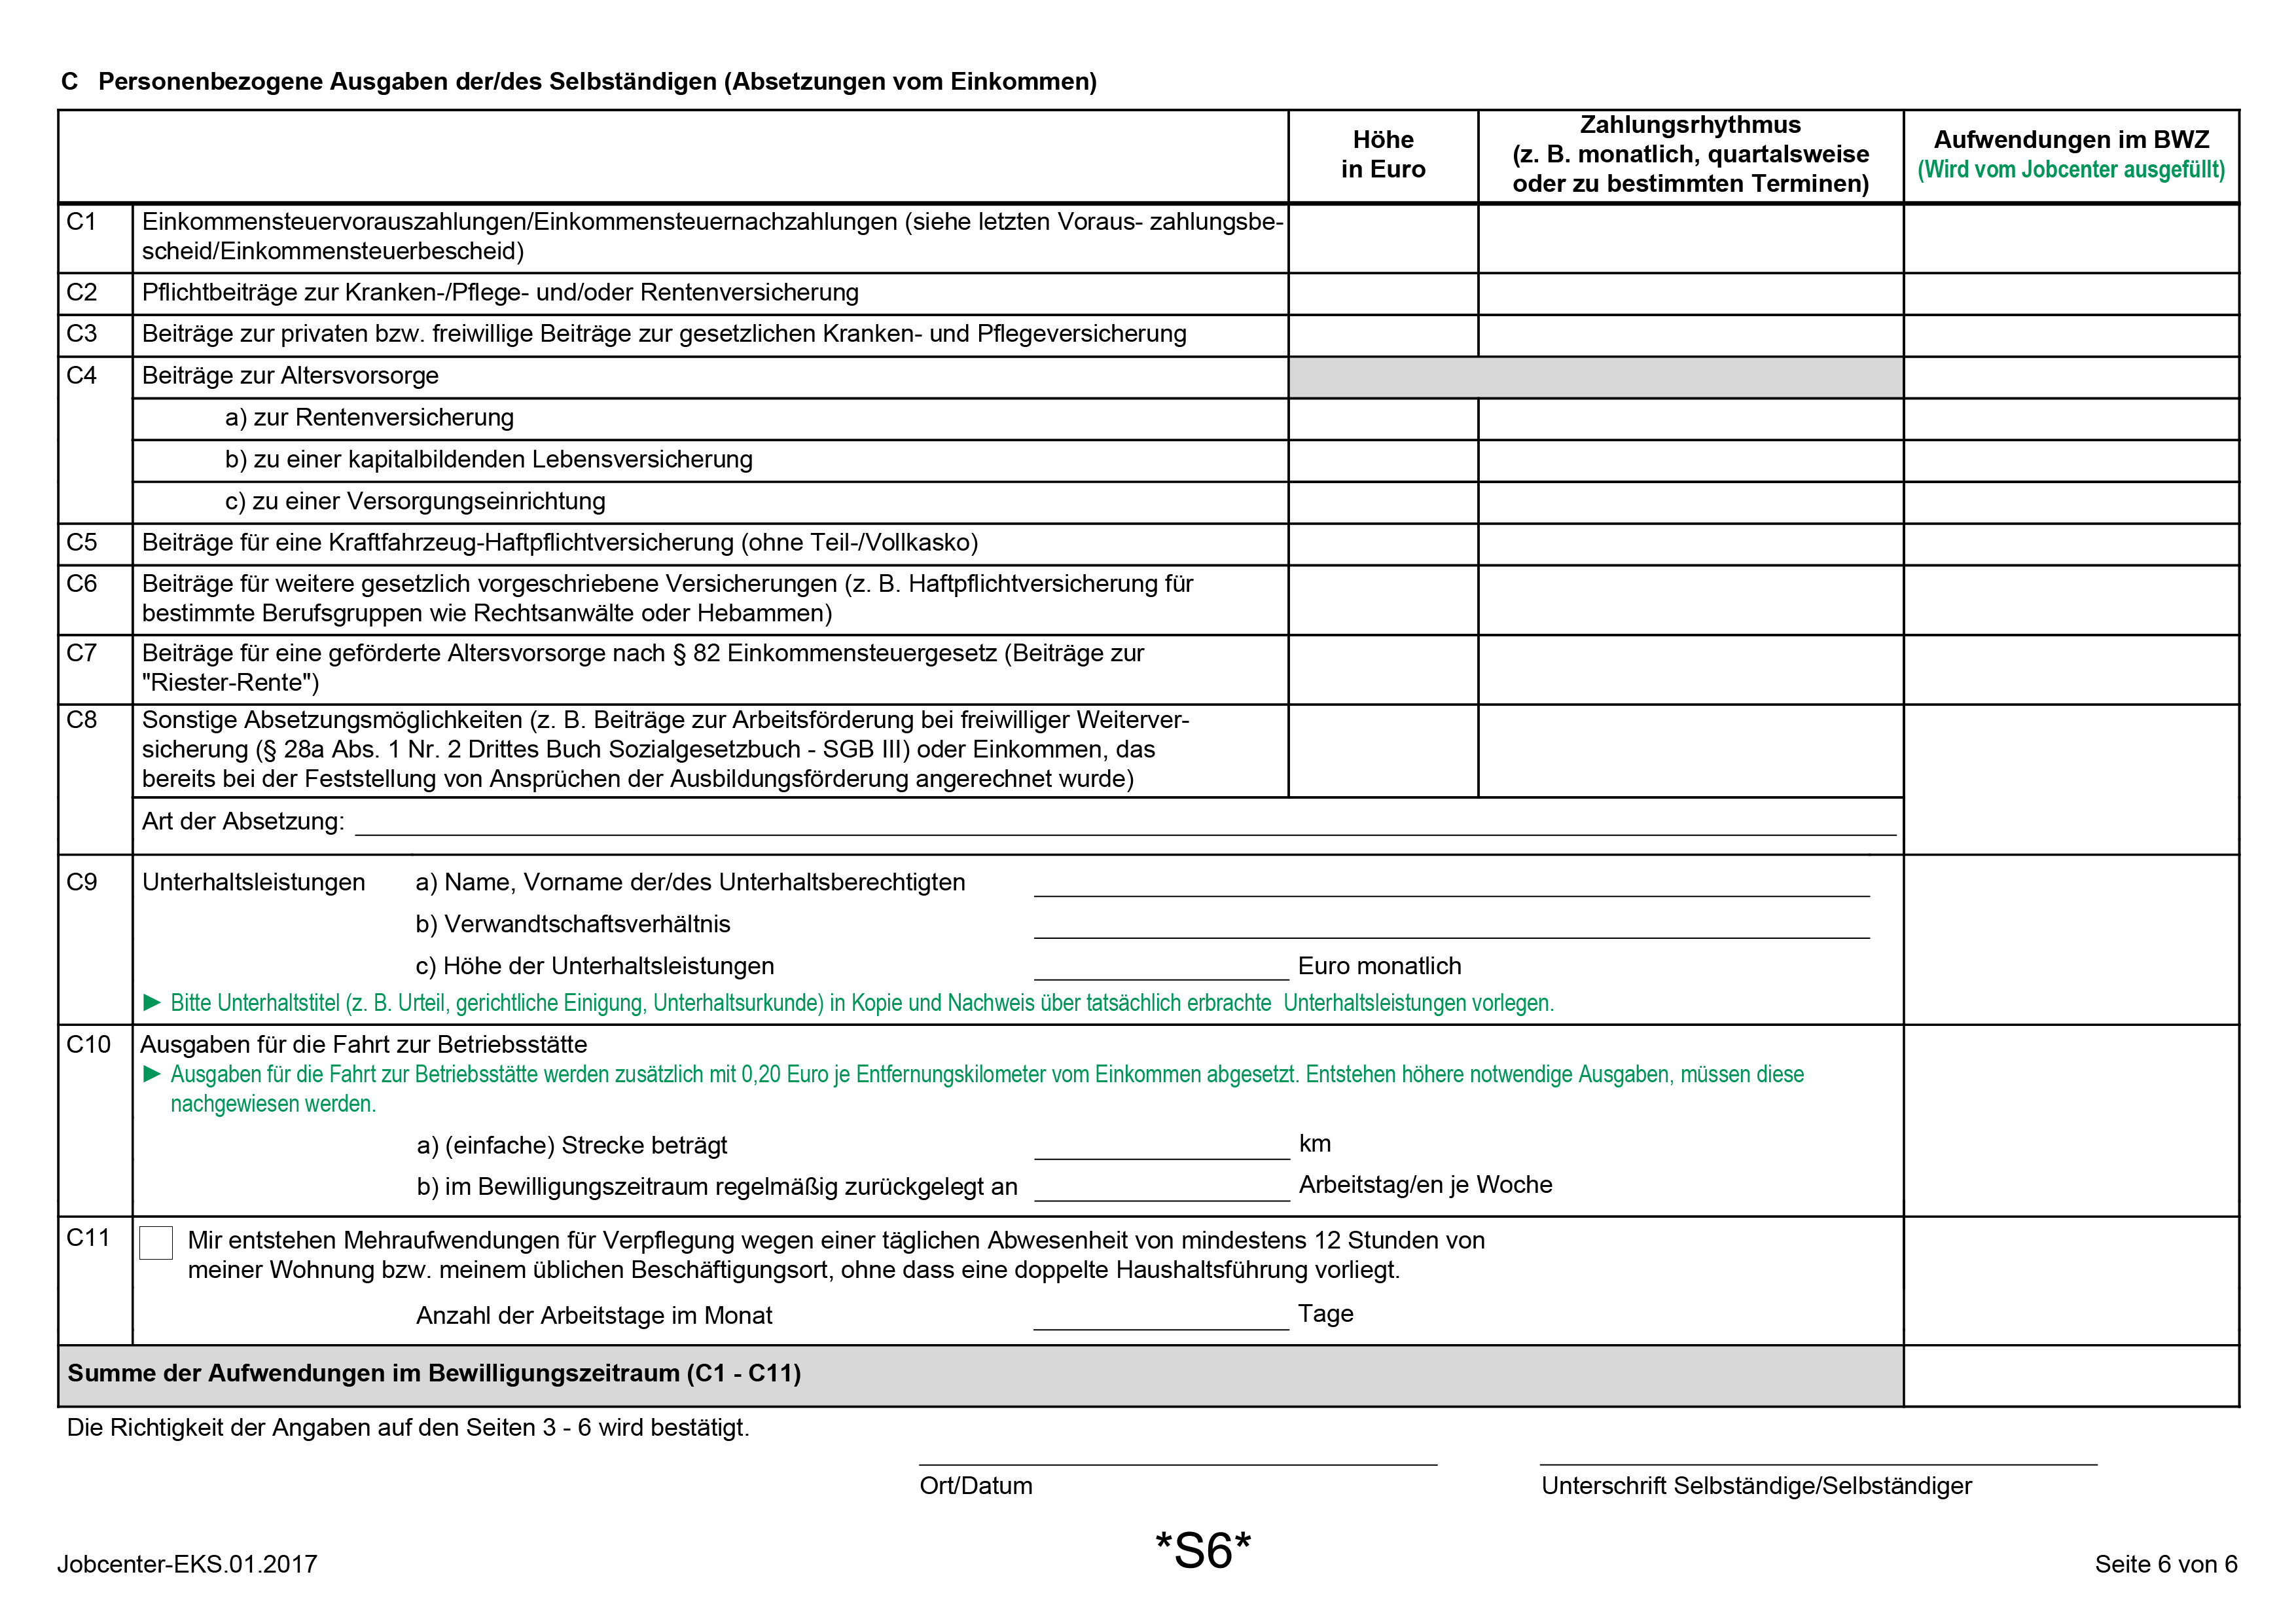 C Personenbezogene Ausgaben der/des Selbständigen (Absetzungen vom Einkommen)
Höhe
in Euro
Zahlungsrhythmus
(z. B. monatlich, quartalsweise
oder zu bestimmten Terminen)
Aufwendungen im BWZ
(Wird vom Jobcenter ausgefüllt)
C1 Einkommensteuervorauszahlungen/Einkommensteuernachzahlungen (siehe letzten Voraus- zahlungsbe-
scheid/Einkommensteuerbescheid)
C2 Pflichtbeiträge zur Kranken-/Pflege- und/oder Rentenversicherung
C3 Beiträge zur privaten bzw. freiwillige Beiträge zur gesetzlichen Kranken- und Pflegeversicherung
C4 Beiträge zur Altersvorsorge
a) zur Rentenversicherung
b) zu einer kapitalbildenden Lebensversicherung
c) zu einer Versorgungseinrichtung
C5 Beiträge für eine Kraftfahrzeug-Haftpflichtversicherung (ohne Teil-/Vollkasko)
C6 Beiträge für weitere gesetzlich vorgeschriebene Versicherungen (z. B. Haftpflichtversicherung für
bestimmte Berufsgruppen wie Rechtsanwälte oder Hebammen)
C7 Beiträge für eine geförderte Altersvorsorge nach § 82 Einkommensteuergesetz (Beiträge zur
"Riester-Rente")
C8 Sonstige Absetzungsmöglichkeiten (z. B. Beiträge zur Arbeitsförderung bei freiwilliger Weiterver-
sicherung (§ 28a Abs. 1 Nr. 2 Drittes Buch Sozialgesetzbuch - SGB III) oder Einkommen, das
bereits bei der Feststellung von Ansprüchen der Ausbildungsförderung angerechnet wurde)
Art der Absetzung:
C9 Unterhaltsleistungen a) Name, Vorname der/des Unterhaltsberechtigten
b) Verwandtschaftsverhältnis
c) Höhe der Unterhaltsleistungen Euro monatlich
► Bitte Unterhaltstitel (z. B. Urteil, gerichtliche Einigung, Unterhaltsurkunde) in Kopie und Nachweis über tatsächlich erbrachte Unterhaltsleistungen vorlegen.
C10 Ausgaben für die Fahrt zur Betriebsstätte
► Ausgaben für die Fahrt zur Betriebsstätte werden zusätzlich mit 0,20 Euro je Entfernungskilometer vom Einkommen abgesetzt. Entstehen höhere notwendige Ausgaben, müssen diese
nachgewiesen werden.
a) (einfache) Strecke beträgt km
b) im Bewilligungszeitraum regelmäßig zurückgelegt an Arbeitstag/en je Woche
C11 Mir entstehen Mehraufwendungen für Verpflegung wegen einer täglichen Abwesenheit von mindestens 12 Stunden von
meiner Wohnung bzw. meinem üblichen Beschäftigungsort, ohne dass eine doppelte Haushaltsführung vorliegt.
Anzahl der Arbeitstage im Monat Tage
Summe der Aufwendungen im Bewilligungszeitraum (C1 - C11)
Die Richtigkeit der Angaben auf den Seiten 3 - 6 wird bestätigt.
Ort/Datum Unterschrift Selbständige/Selbständiger
*S6*
Jobcenter-EKS.01.2017 Seite 6 von 6